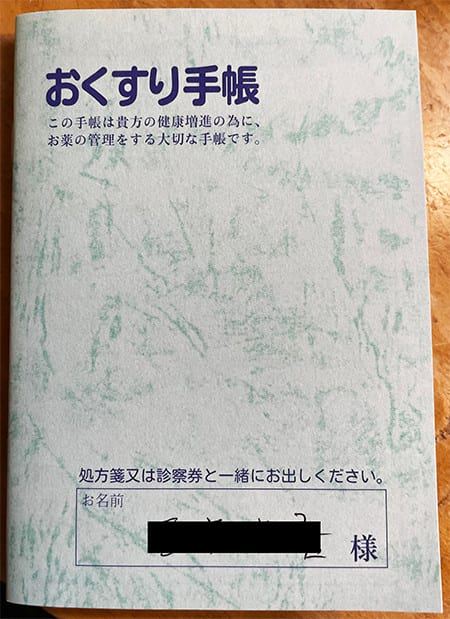 おくすり手帳
この手帳は貴方の健康増進の為に、
お薬の管理をする大切な手帳です。
処方箋又は診察券と一緒にお出しください。
お名前
様